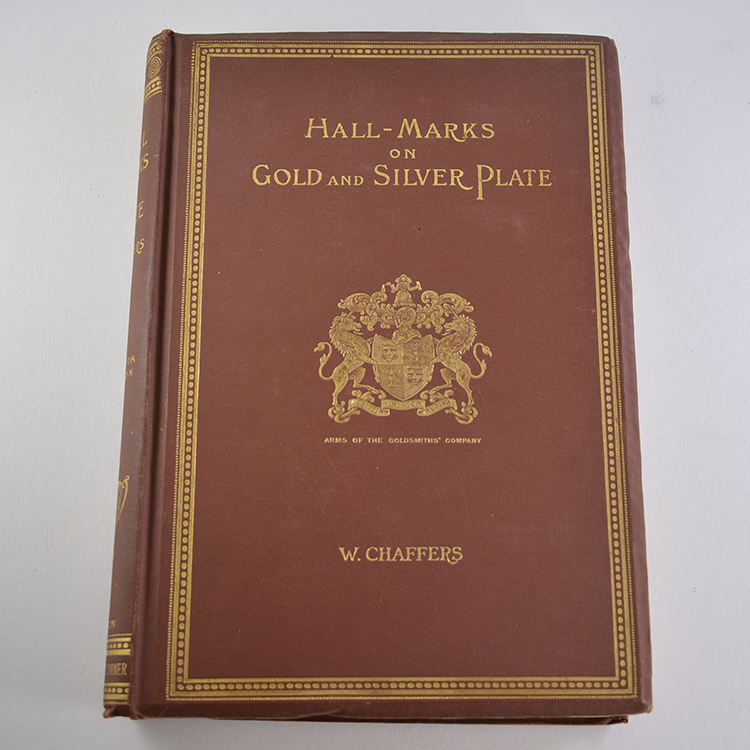 HALL-MARKS
ON
GOLD AND SILVER PLATE
ARMS OF THE GOLDSMITHS' COMPANY
W. CHAFFERS